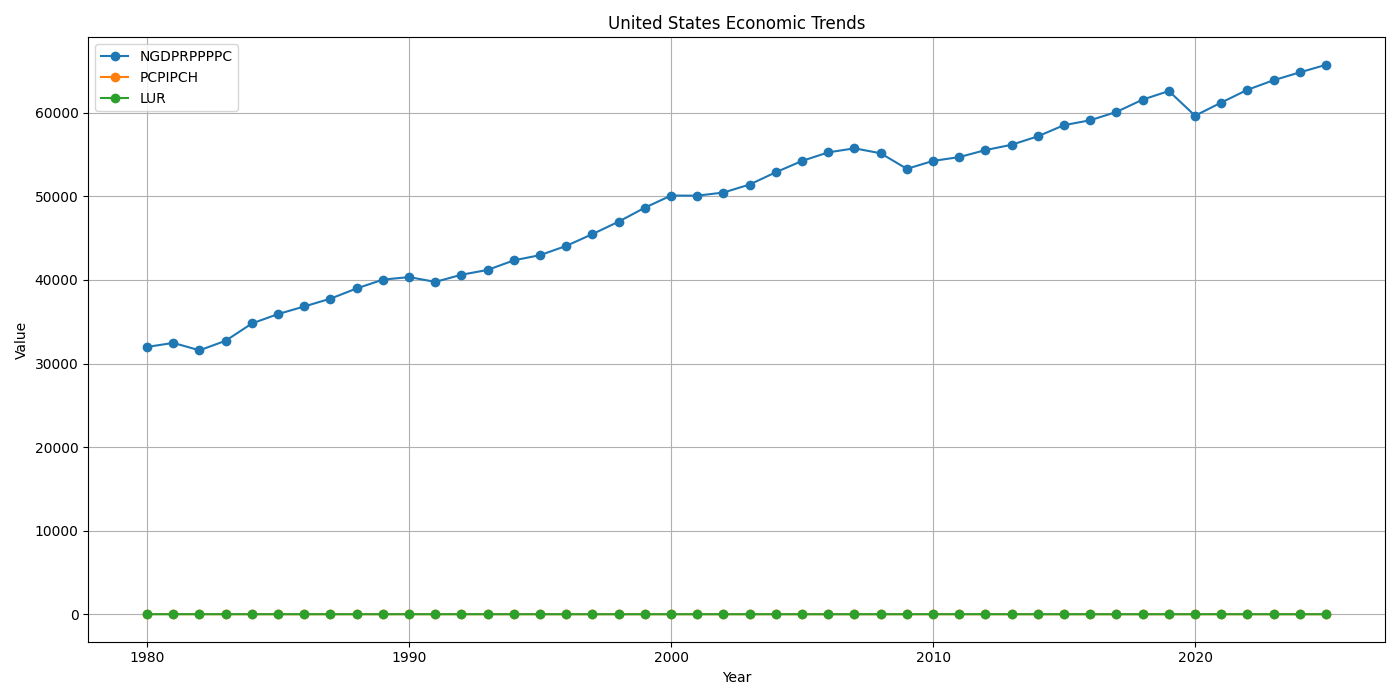 United States Economic Trends
NGDPRPPPPC
PCPIPCH
LUR
Value
60000
50000
40000
30000
20000
10000
0
1980 1990 2000 2010 2020
Year